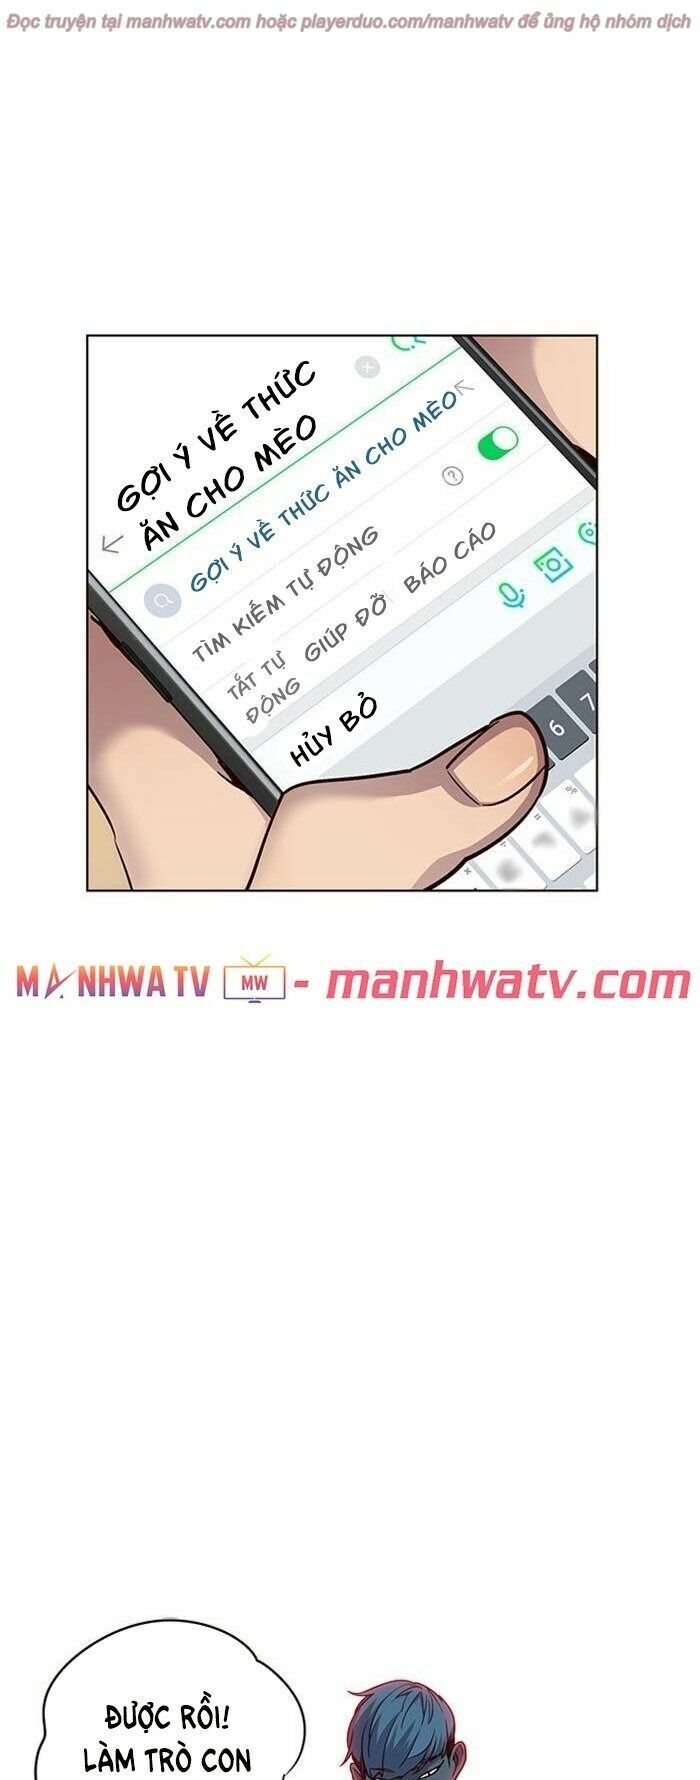 Đọc truyện tại manhwatv.com hoặc playerduo.com/manhwatv để ủng hộ nhóm dịch
GỢI Ý VỀ THỨC
ĂN CHO MÈO
GỢI Ý VỀ THỨC ĂN CHO MÈO
TÌM KIẾM TỰ ĐỘNG
TẮT TỰ
ĐỘNG
GIÚP ĐỠ
BÁO CÁO
HỦY BỎ
6
7
MANHWA TV MW - manhwatv.com
ĐƯỢC RỒI!
LÀM TRÒ CON